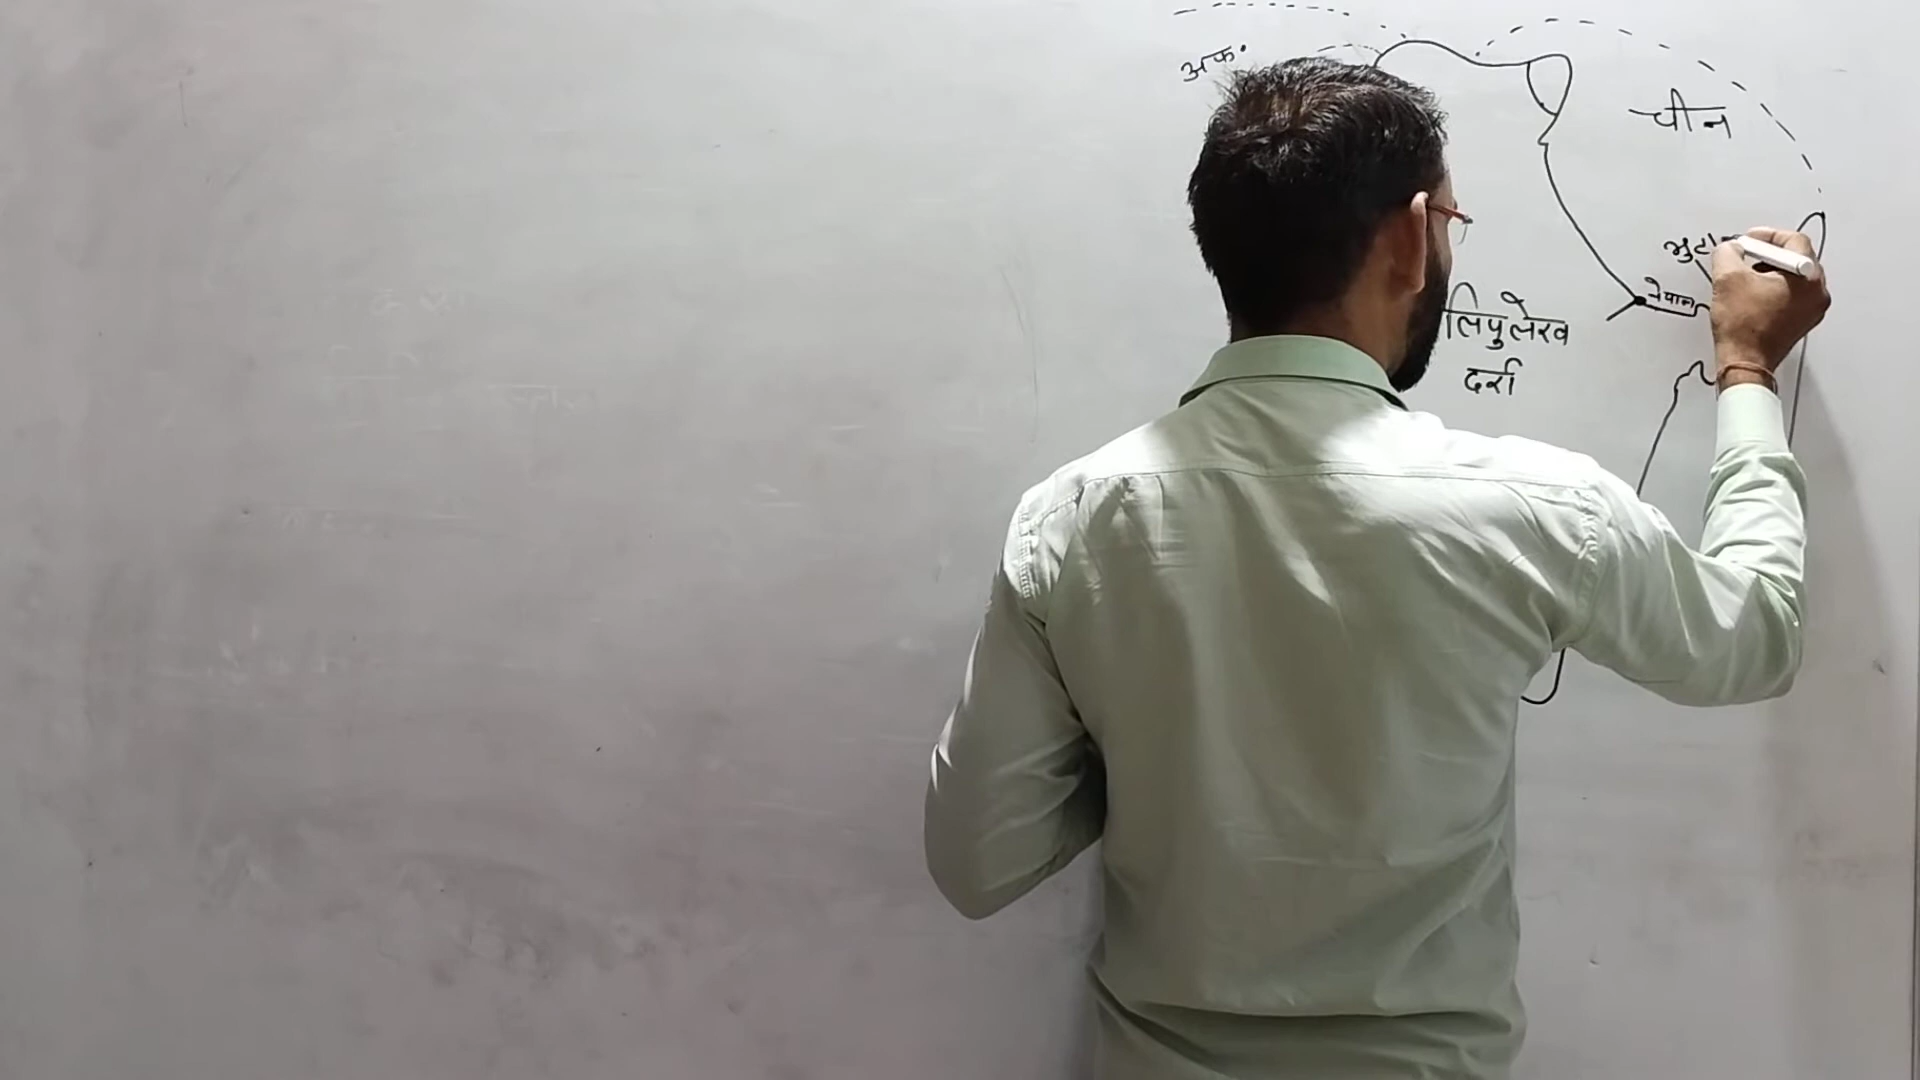 अफ.
चीन
नेपाल
लिपुलेख
दर्रा